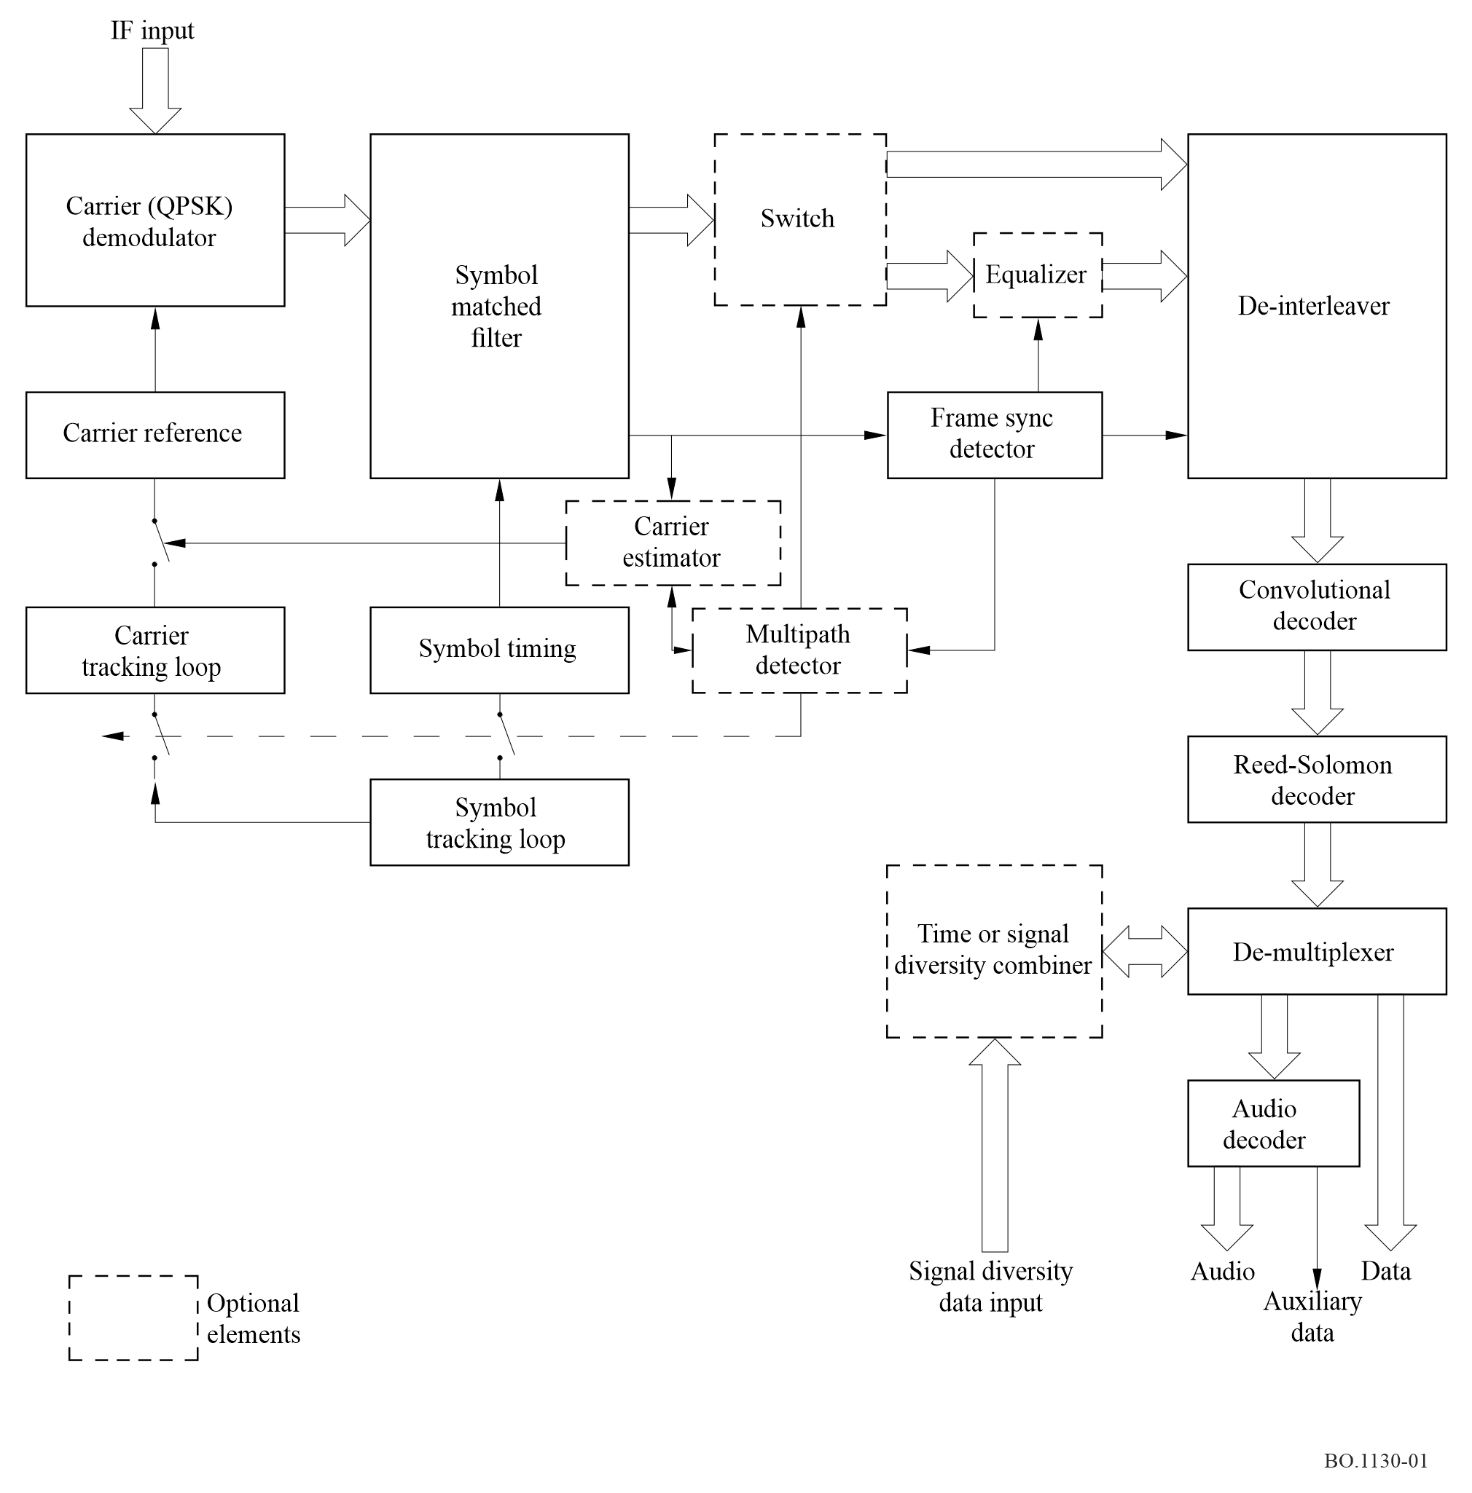 IF input
Carrier (QPSK)
demodulator
Symbol
matched
filter
Switch
Equalizer
De-interleaver
Carrier reference
Frame sync
detector
Carrier
estimator
Convolutional
decoder
Carrier
tracking loop
Symbol timing
Multipath
detector
Reed-Solomon
decoder
Symbol
tracking loop
Time or signal
diversity combiner
De-multiplexer
Audio
decoder
Signal diversity
data input
Audio
Data
Auxiliary
data
Optional
elements
BO.1130-01